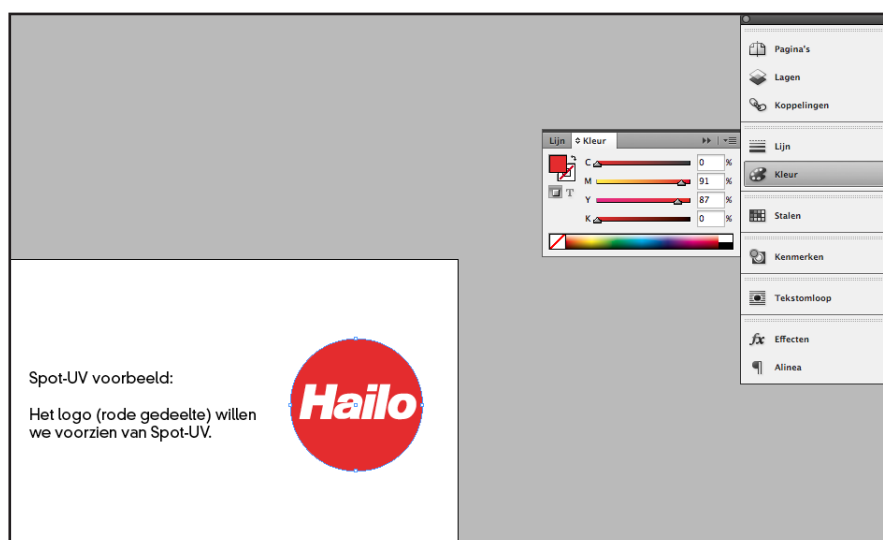 Pagina's
Lagen
Koppelingen
Lijn
Kleur
Stalen
Kenmerken
Tekstomloop
fx Effecten
Alinea
Lijn Kleur
C 0 %
M 91 %
Y 87 %
K 0 %
T
Spot-UV voorbeeld:
Het logo (rode gedeelte) willen
we voorzien van Spot-UV.
Hailo